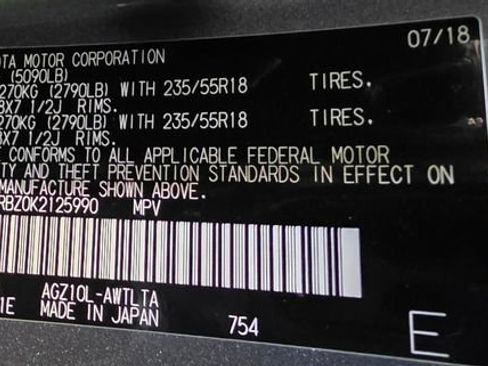 07/18
OTA MOTOR CORPORATION
(5090LB)
270KG (2790LB) WITH 235/55R18 TIRES.
8X7 1/2J RIMS.
270KG (2790LB) WITH 235/55R18 TIRES.
8X7 1/2J RIMS.
E CONFORMS TO ALL APPLICABLE FEDERAL MOTOR
TY AND THEFT PREVENTION STANDARDS IN EFFECT ON
MANUFACTURE SHOWN ABOVE.
RBZ0K2125990 MPV
AGZ10L-AWTLTA
1E MADE IN JAPAN 754
E